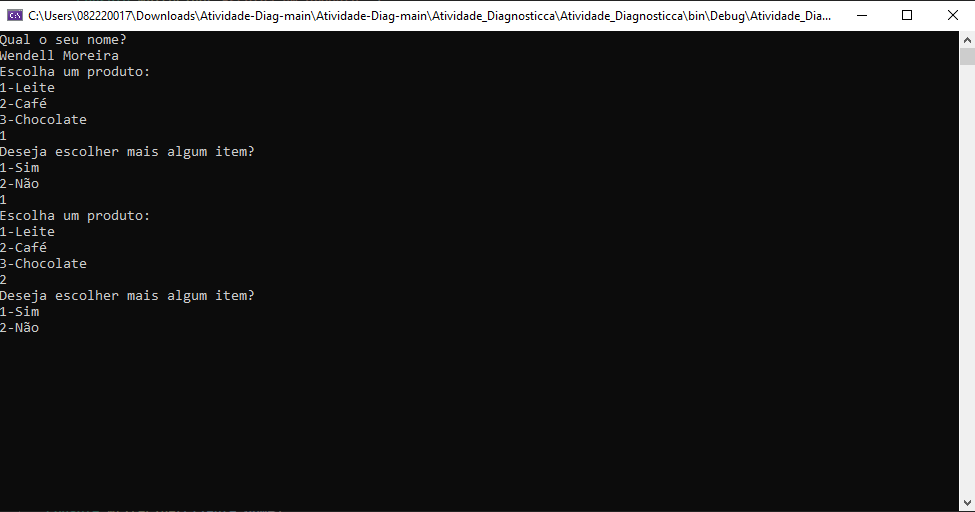 C:\Users\082220017\Downloads\Atividade-Diag-main\Atividade-Diag-main\Atividade_Diagnosticca\Atividade_Diagnosticca\bin\Debug\Atividade_Dia...
Qual o seu nome?
Wendell Moreira
Escolha um produto:
1-Leite
2-Café
3-Chocolate
1
Deseja escolher mais algum item?
1-Sim
2-Não
1
Escolha um produto:
1-Leite
2-Café
3-Chocolate
2
Deseja escolher mais algum item?
1-Sim
2-Não